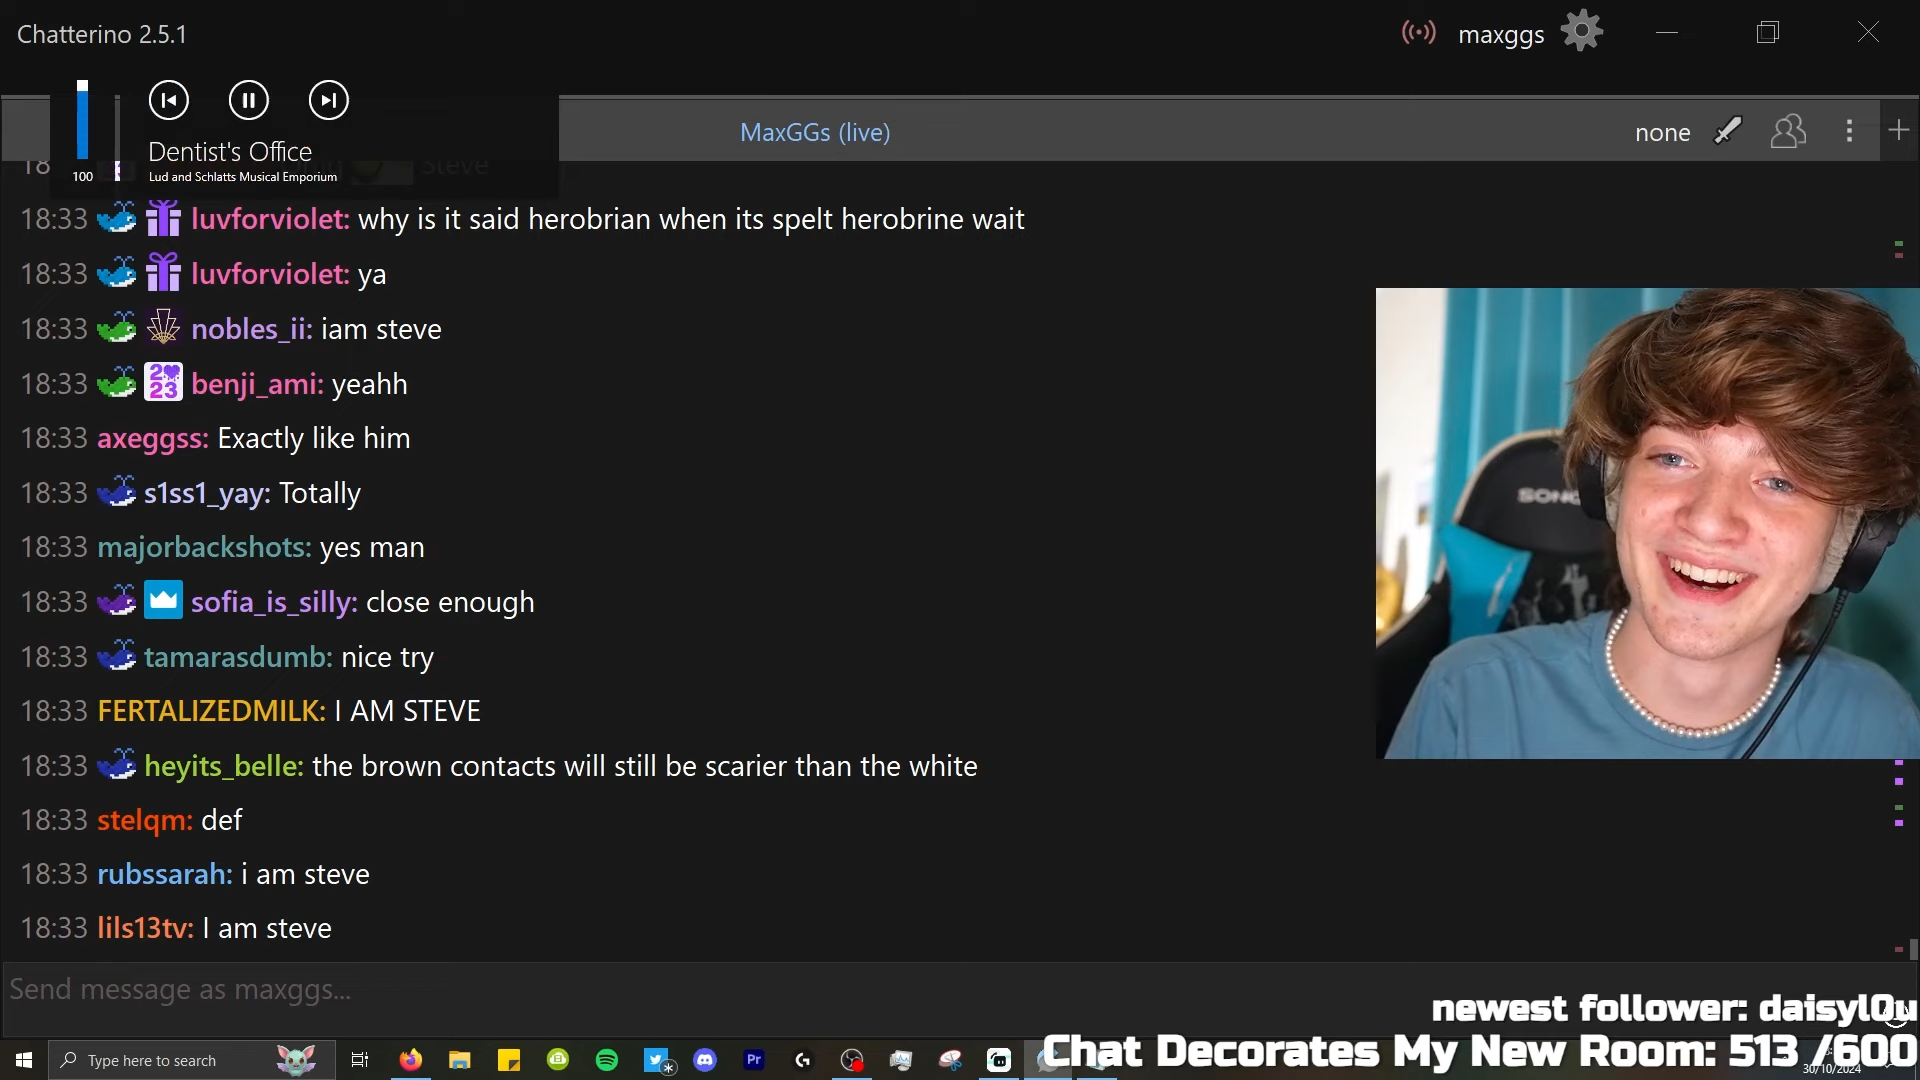 Chatterino 2.5.1
maxggs
MaxGGs (live)
none
Dentist's Office
Lud and Schlatts Musical Emporium
100
18
Steve
18:33 luvforviolet: why is it said herobrian when its spelt herobrine wait
18:33 luvforviolet: ya
18:33 nobles_ii: iam steve
18:33 2023 benji_ami: yeahh
18:33 axeggss: Exactly like him
18:33 s1ss1_yay: Totally
18:33 majorbackshots: yes man
18:33 sofia_is_silly: close enough
18:33 tamarasdumb: nice try
18:33 FERTALIZEDMILK: I AM STEVE
18:33 heyits_belle: the brown contacts will still be scarier than the white
18:33 stelqm: def
18:33 rubssarah: i am steve
18:33 lils13tv: I am steve
Send message as maxggs...
newest follower: daisyl0u
Chat Decorates My New Room: 513 /600
Type here to search
Pr
30/10/2024